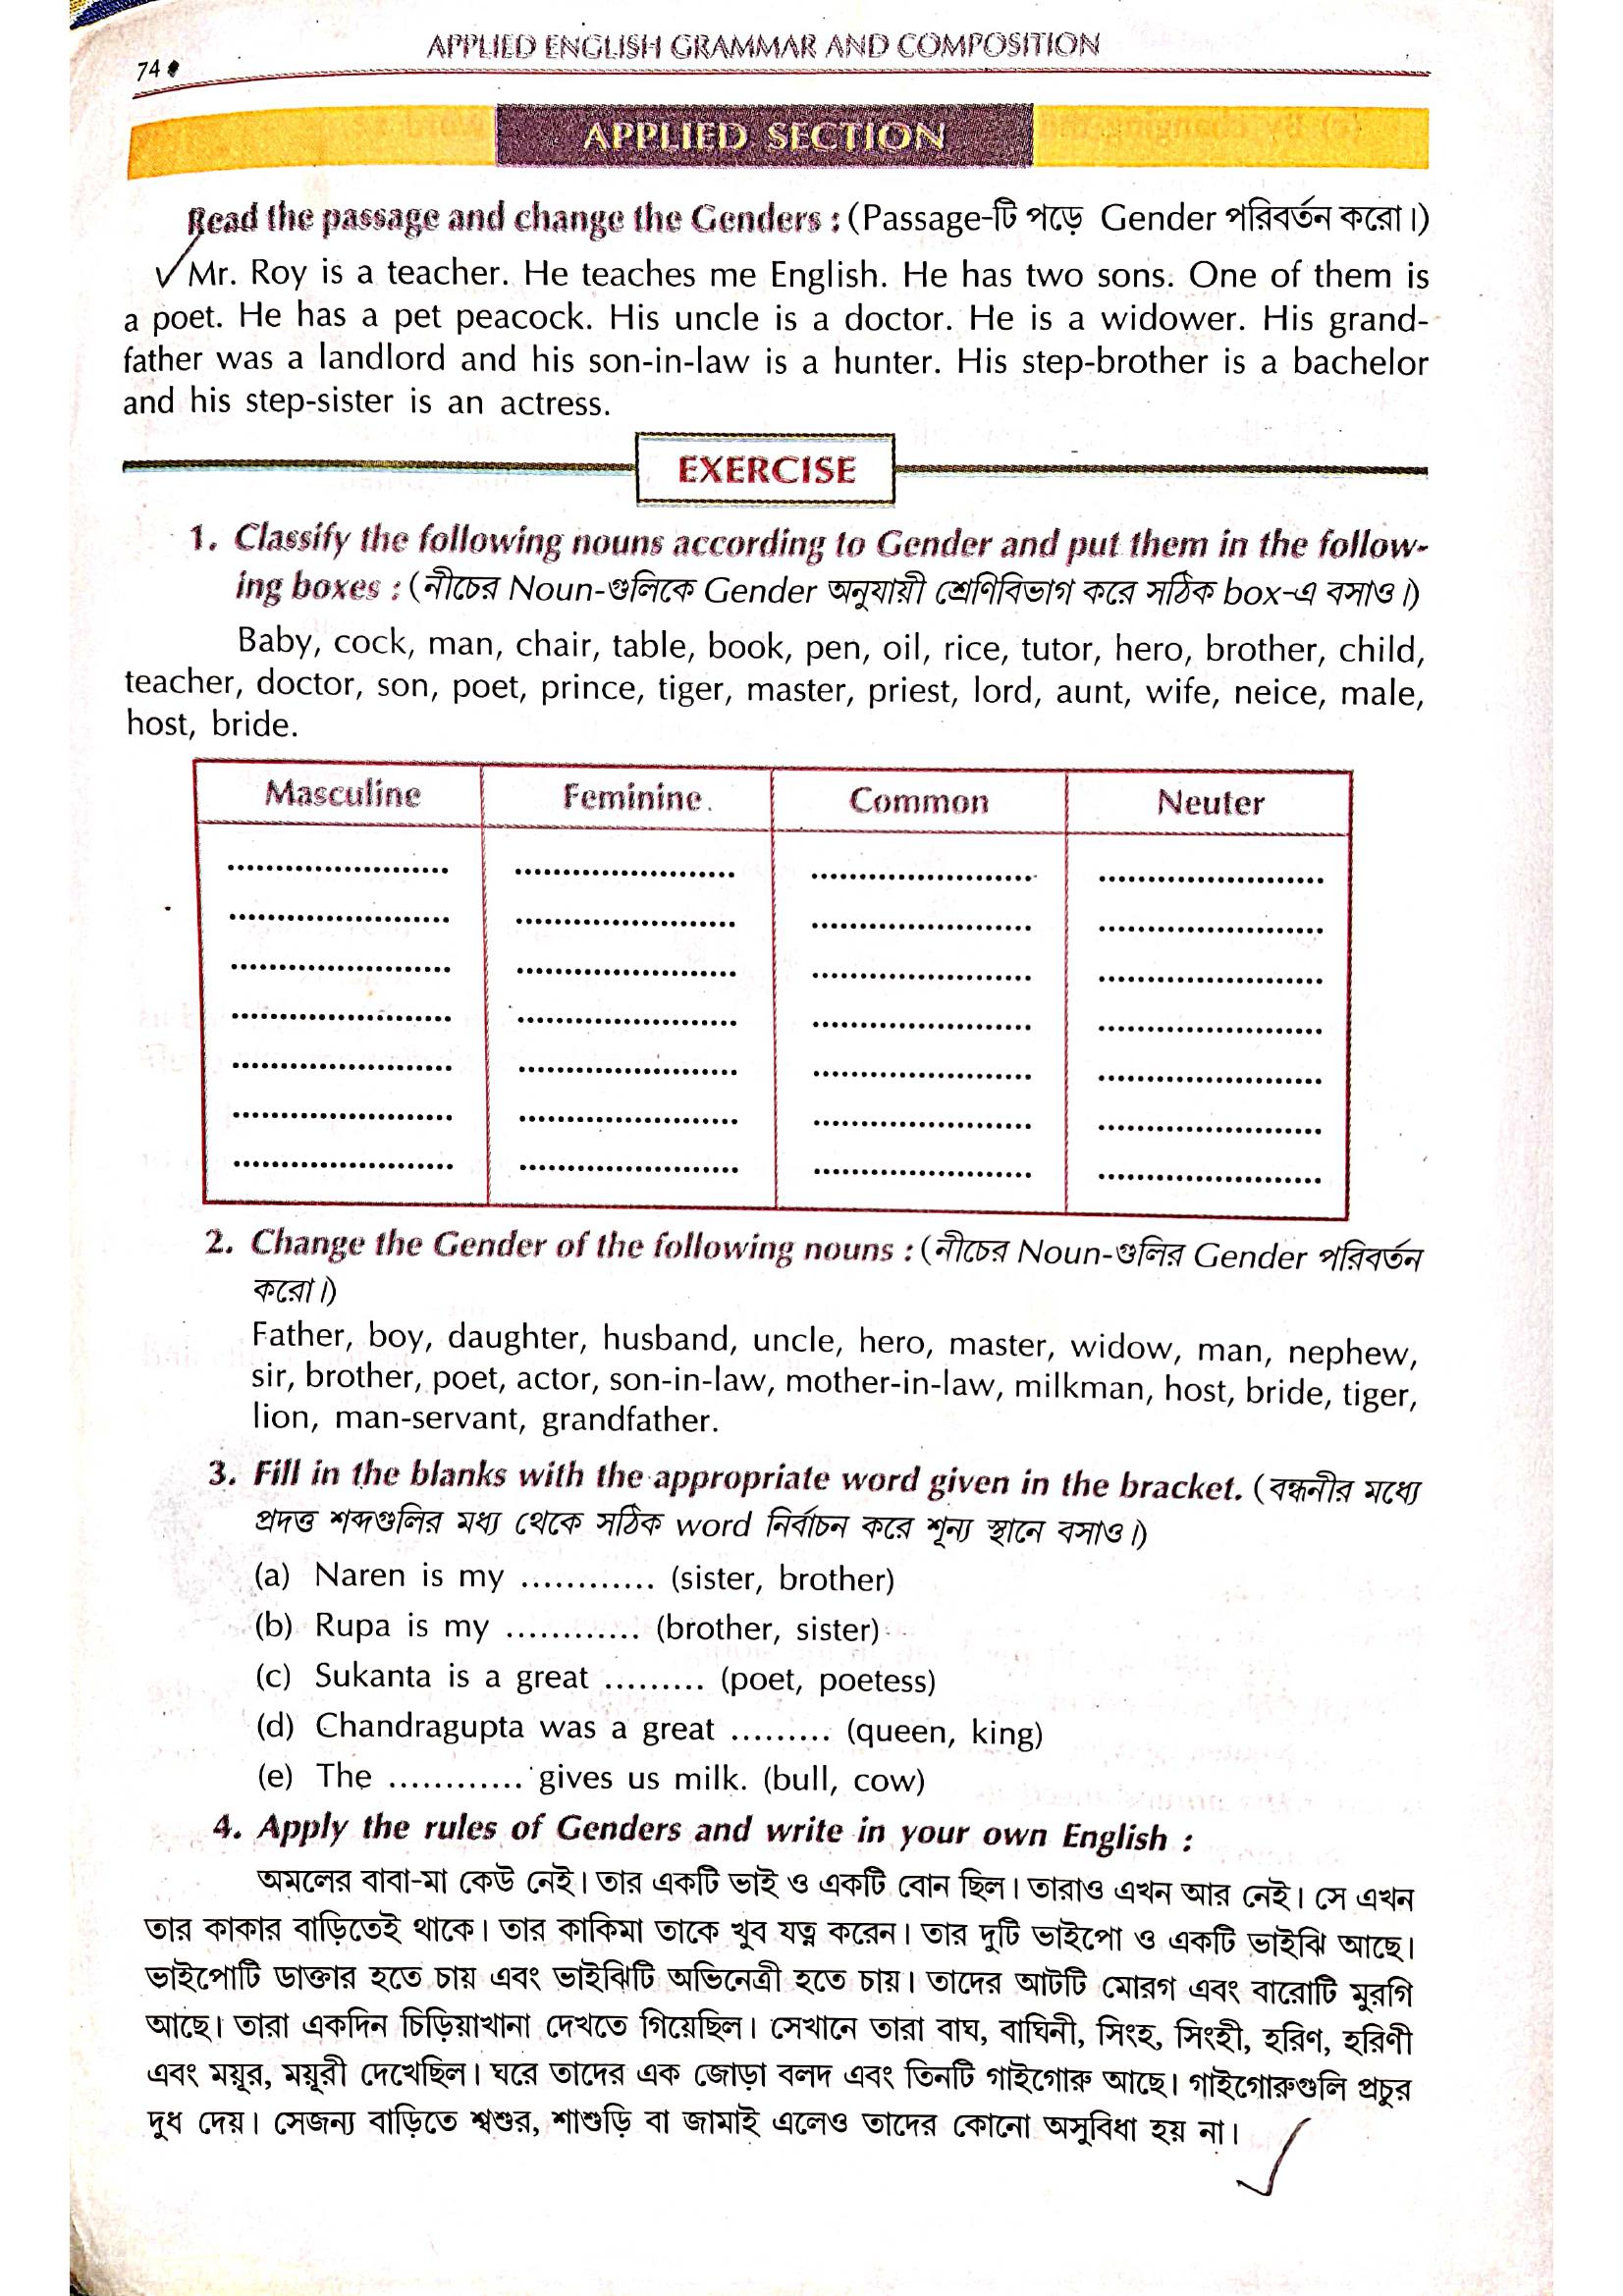 74
APPLIED ENGLISH GRAMMAR AND COMPOSITION
APPLIED SECTION
Read the passage and change the Genders : (Passage-টি পড়ে Gender পরিবর্তন করো।)
Mr. Roy is a teacher. He teaches me English. He has two sons. One of them is
a poet. He has a pet peacock. His uncle is a doctor. He is a widower. His grand-
father was a landlord and his son-in-law is a hunter. His step-brother is a bachelor
and his step-sister is an actress.
EXERCISE
1. Classify the following nouns according to Gender and put them in the follow-
ing boxes : (নীচের Noun-গুলিকে Gender অনুযায়ী শ্রেণিবিভাগ করে সঠিক box-এ বসাও।)
Baby, cock, man, chair, table, book, pen, oil, rice, tutor, hero, brother, child,
teacher, doctor, son, poet, prince, tiger, master, priest, lord, aunt, wife, neice, male,
host, bride.
Masculine Feminine Common Neuter
...................... ...................... ...................... ......................
...................... ...................... ...................... ......................
...................... ...................... ...................... ......................
...................... ...................... ...................... ......................
...................... ...................... ...................... ......................
...................... ...................... ...................... ......................
...................... ...................... ...................... ......................
2. Change the Gender of the following nouns : (নীচের Noun-গুলির Gender পরিবর্তন
করো।)
Father, boy, daughter, husband, uncle, hero, master, widow, man, nephew,
sir, brother, poet, actor, son-in-law, mother-in-law, milkman, host, bride, tiger,
lion, man-servant, grandfather.
3. Fill in the blanks with the appropriate word given in the bracket. (বন্ধনীর মধ্যে
প্রদত্ত শব্দগুলির মধ্য থেকে সঠিক word নির্বাচন করে শূন্য স্থানে বসাও।)
(a) Naren is my ............ (sister, brother)
(b) Rupa is my ............ (brother, sister)
(c) Sukanta is a great ......... (poet, poetess)
(d) Chandragupta was a great ......... (queen, king)
(e) The ............ gives us milk. (bull, cow)
4. Apply the rules of Genders and write in your own English :
অমলের বাবা-মা কেউ নেই। তার একটি ভাই ও একটি বোন ছিল। তারাও এখন আর নেই। সে এখন
তার কাকার বাড়িতেই থাকে। তার কাকিমা তাকে খুব যত্ন করেন। তার দুটি ভাইপো ও একটি ভাইঝি আছে।
ভাইপোটি ডাক্তার হতে চায় এবং ভাইঝিটি অভিনেত্রী হতে চায়। তাদের আটটি মোরগ এবং বারোটি মুরগি
আছে। তারা একদিন চিড়িয়াখানা দেখতে গিয়েছিল। সেখানে তারা বাঘ, বাঘিনী, সিংহ, সিংহী, হরিণ, হরিণী
এবং ময়ূর, ময়ূরী দেখেছিল। ঘরে তাদের এক জোড়া বলদ এবং তিনটি গাইগোরু আছে। গাইগোরুগুলি প্রচুর
দুধ দেয়। সেজন্য বাড়িতে শ্বশুর, শাশুড়ি বা জামাই এলেও তাদের কোনো অসুবিধা হয় না।